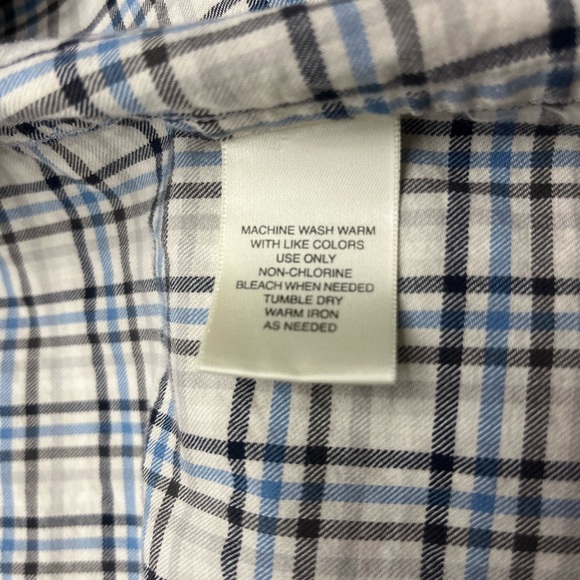 MACHINE WASH WARM
WITH LIKE COLORS
USE ONLY
NON-CHLORINE
BLEACH WHEN NEEDED
TUMBLE DRY
WARM IRON
AS NEEDED